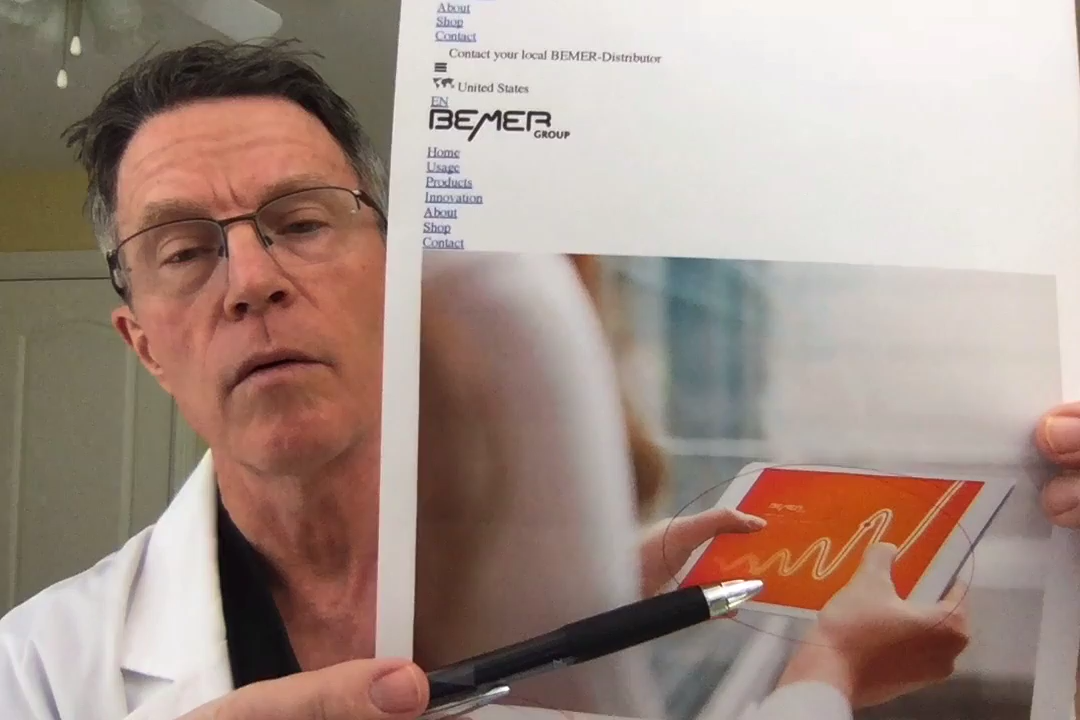 About
Shop
Contact
Contact your local BEMER-Distributor
United States
EN
BEMER
GROUP
Home
Usage
Products
Innovation
About
Shop
Contact